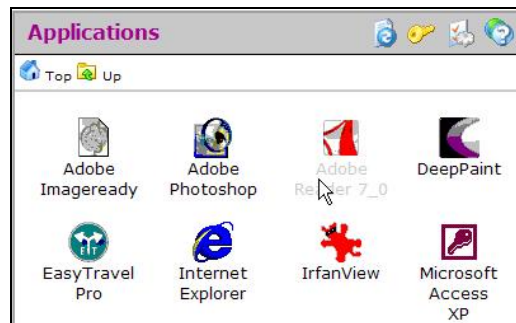 Applications
Top Up
Adobe Imageready
Adobe Photoshop
Adobe Reader 7_0
DeepPaint
EasyTravel Pro
Internet Explorer
IrfanView
Microsoft Access XP